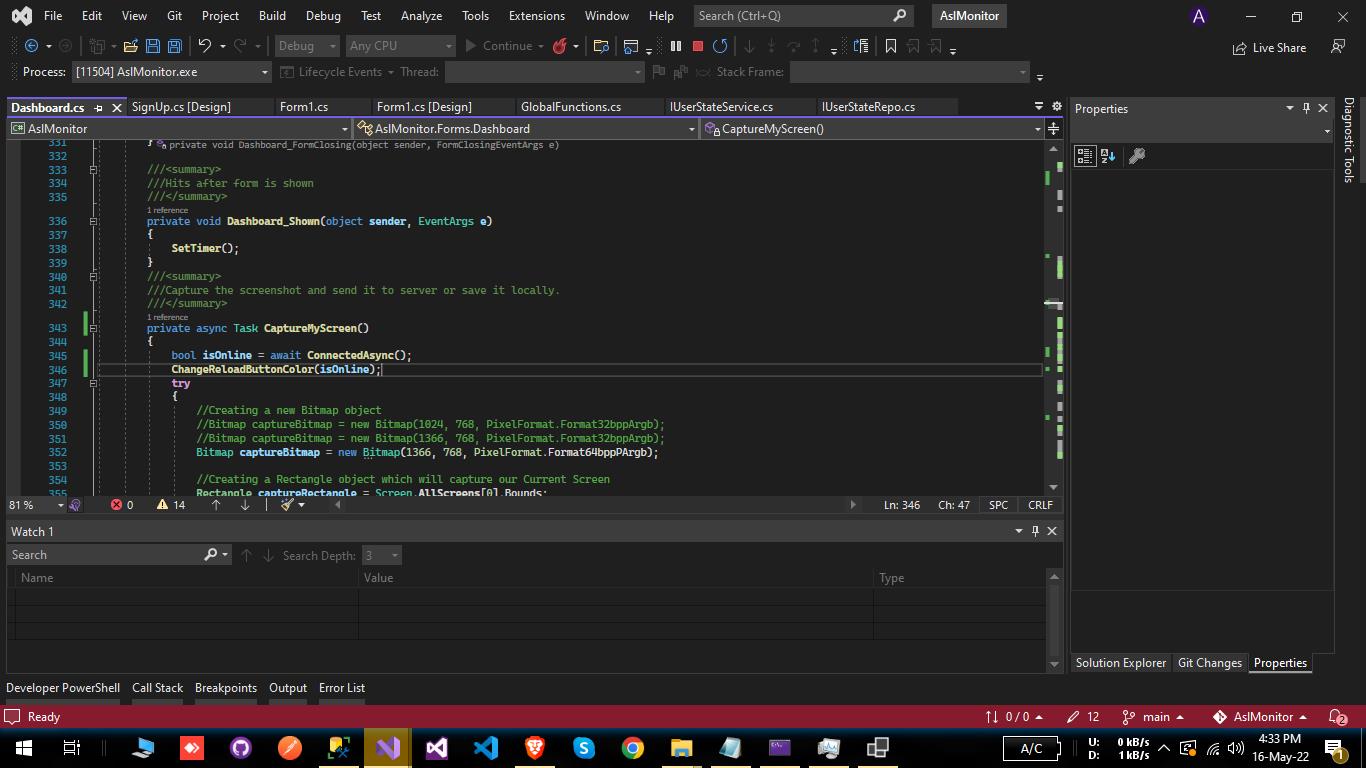 File Edit View Git Project Build Debug Test Analyze Tools Extensions Window Help Search (Ctrl+Q) AslMonitor A
Debug Any CPU Continue Live Share
Process: [11504] AslMonitor.exe Lifecycle Events Thread: Stack Frame:
Dashboard.cs SignUp.cs [Design] Form1.cs Form1.cs [Design] GlobalFunctions.cs IUserStateService.cs IUserStateRepo.cs
AslMonitor AslMonitor.Forms.Dashboard CaptureMyScreen()
331 } private void Dashboard_FormClosing(object sender, FormClosingEventArgs e)
332
333 ///<summary>
334 ///Hits after form is shown
335 ///</summary>
1 reference
336 private void Dashboard_Shown(object sender, EventArgs e)
337 {
338 SetTimer();
339 }
340 ///<summary>
341 ///Capture the screenshot and send it to server or save it locally.
342 ///</summary>
1 reference
343 private async Task CaptureMyScreen()
344 {
345 bool isOnline = await ConnectedAsync();
346 ChangeReloadButtonColor(isOnline);
347 try
348 {
349 //Creating a new Bitmap object
350 //Bitmap captureBitmap = new Bitmap(1024, 768, PixelFormat.Format32bppArgb);
351 //Bitmap captureBitmap = new Bitmap(1366, 768, PixelFormat.Format32bppArgb);
352 Bitmap captureBitmap = new Bitmap(1366, 768, PixelFormat.Format64bppPArgb);
353
354 //Creating a Rectangle object which will capture our Current Screen
355 Rectangle captureRectangle = Screen.AllScreens[0].Bounds;
81 % 0 14 Ln: 346 Ch: 47 SPC CRLF
Watch 1
Search Search Depth: 3
Name Value Type
Properties
Diagnostic Tools
Solution Explorer Git Changes Properties
Developer PowerShell Call Stack Breakpoints Output Error List
Ready 0 / 0 12 main AslMonitor 2
A/C U: 0 kB/s D: 1 kB/s 4:33 PM 16-May-22 1